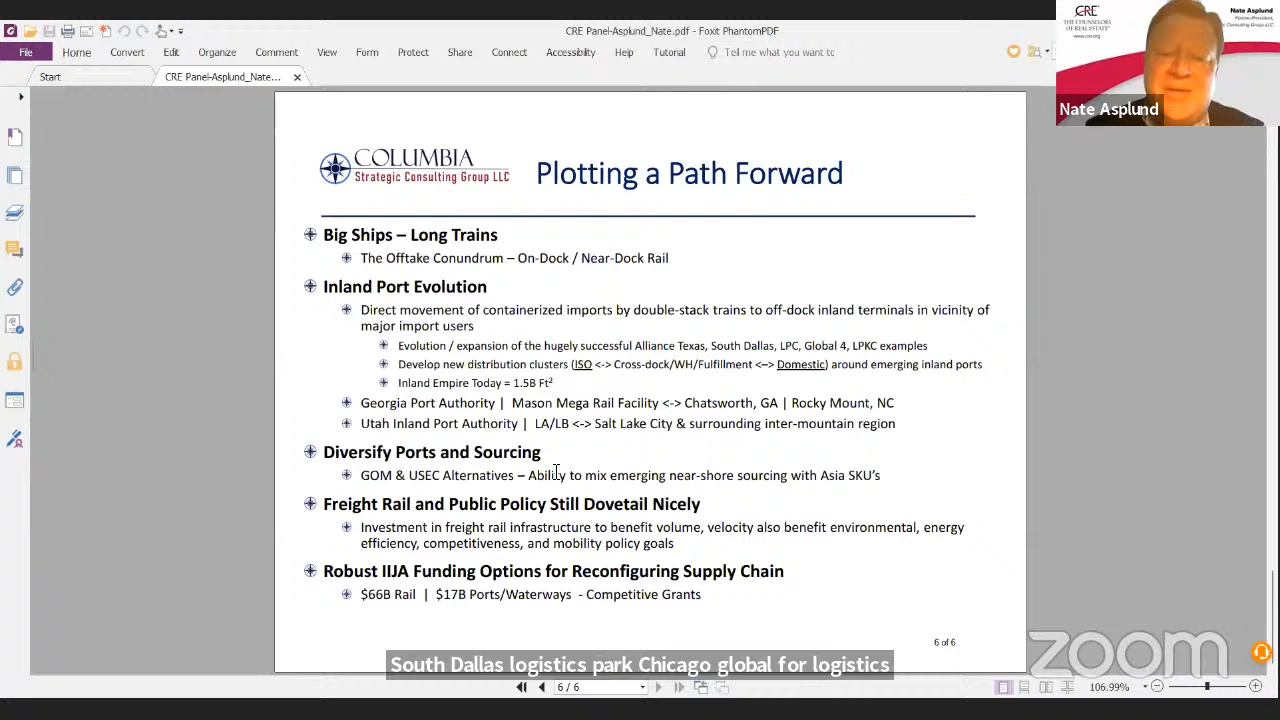 CRE Panel-Asplund_Nate.pdf - Foxit PhantomPDF
File Home Convert Edit Organize Comment View Form Protect Share Connect Accessibility Help Tutorial Tell me what you want to
Start CRE Panel-Asplund_Nate...
CRE
THE COUNSELORS
OF REAL ESTATE
www.cre.org
Nate Asplund
Nate Asplund
COLUMBIA
Strategic Consulting Group LLC
Plotting a Path Forward
Big Ships – Long Trains
The Offtake Conundrum – On-Dock / Near-Dock Rail
Inland Port Evolution
Direct movement of containerized imports by double-stack trains to off-dock inland terminals in vicinity of
major import users
Evolution / expansion of the hugely successful Alliance Texas, South Dallas, LPC, Global 4, LPKC examples
Develop new distribution clusters (ISO <-> Cross-dock/WH/Fulfillment <–> Domestic) around emerging inland ports
Inland Empire Today = 1.5B Ft²
Georgia Port Authority | Mason Mega Rail Facility <-> Chatsworth, GA | Rocky Mount, NC
Utah Inland Port Authority | LA/LB <-> Salt Lake City & surrounding inter-mountain region
Diversify Ports and Sourcing
GOM & USEC Alternatives – Ability to mix emerging near-shore sourcing with Asia SKU's
Freight Rail and Public Policy Still Dovetail Nicely
Investment in freight rail infrastructure to benefit volume, velocity also benefit environmental, energy
efficiency, competitiveness, and mobility policy goals
Robust IIJA Funding Options for Reconfiguring Supply Chain
$66B Rail | $17B Ports/Waterways - Competitive Grants
6 of 6
zoom
South Dallas logistics park Chicago global for logistics
6 / 6
106.99%